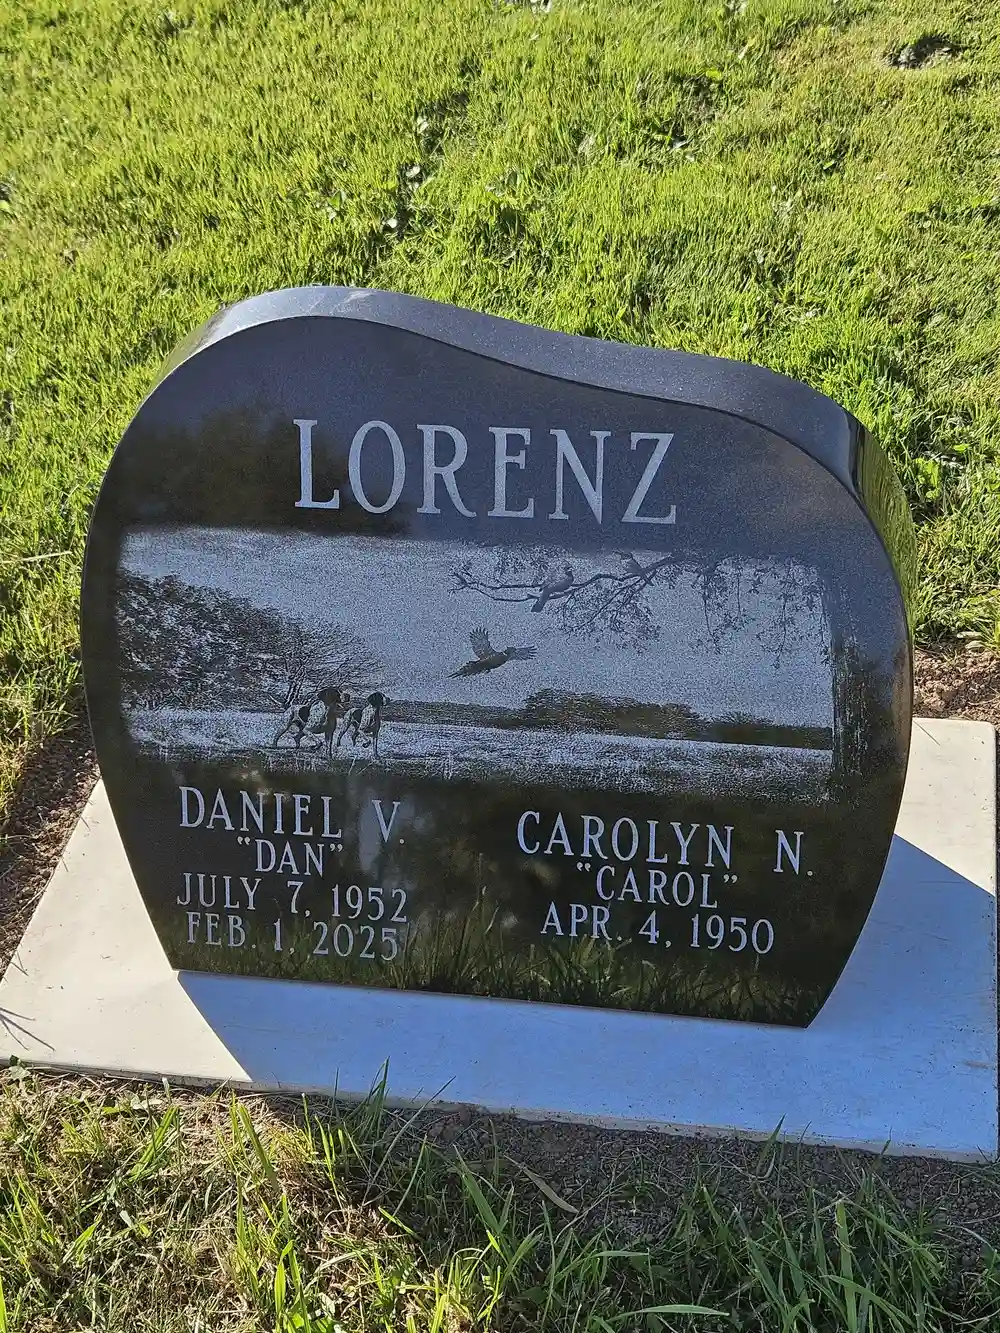 LORENZ
DANIEL V.
"DAN"
JULY 7, 1952
FEB. 1, 2025
CAROLYN N.
"CAROL"
APR. 4, 1950